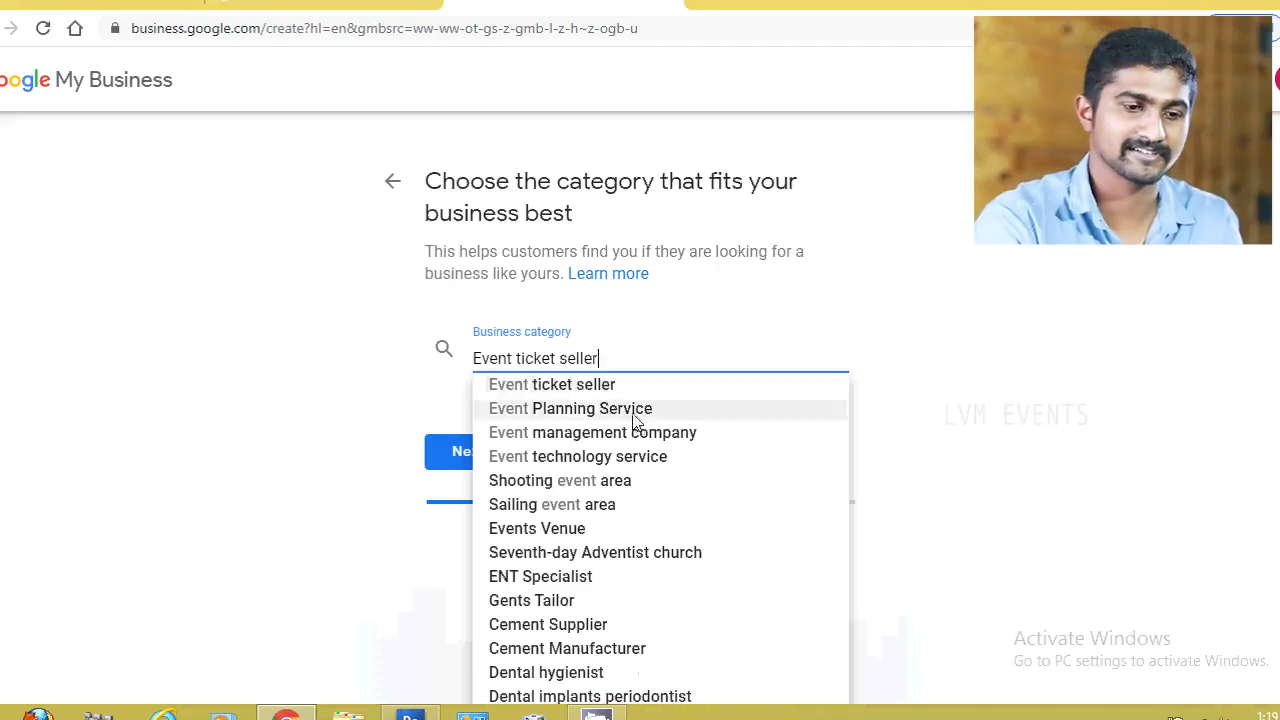 business.google.com/create?hl=en&gmbsrc=ww-ww-ot-gs-z-gmb-l-z-h~z-ogb-u
oogle My Business
Choose the category that fits your
business best
This helps customers find you if they are looking for a
business like yours. Learn more
Business category
Event ticket seller
Event ticket seller
Event Planning Service
Event management company
Event technology service
Shooting event area
Sailing event area
Events Venue
Seventh-day Adventist church
ENT Specialist
Gents Tailor
Cement Supplier
Cement Manufacturer
Dental hygienist
Dental implants periodontist
Ne
LVM EVENTS
Activate Windows
Go to PC settings to activate Windows.